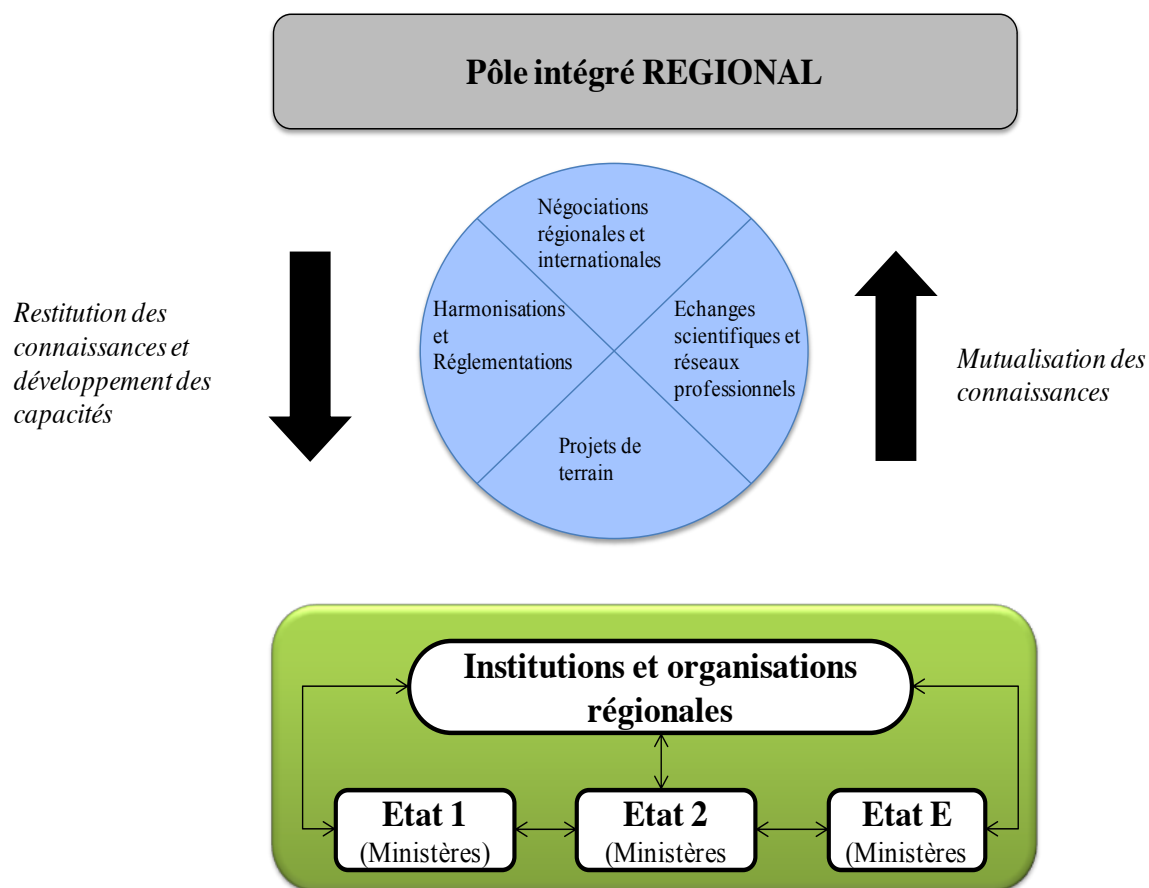 Pôle intégré REGIONAL
Négociations
régionales et
internationales
Harmonisations
et
Réglementations
Echanges
scientifiques et
réseaux
professionnels
Projets de
terrain
Restitution des
connaissances et
développement des
capacités
Mutualisation des
connaissances
Institutions et organisations
régionales
Etat 1
(Ministères)
Etat 2
(Ministères
Etat E
(Ministères